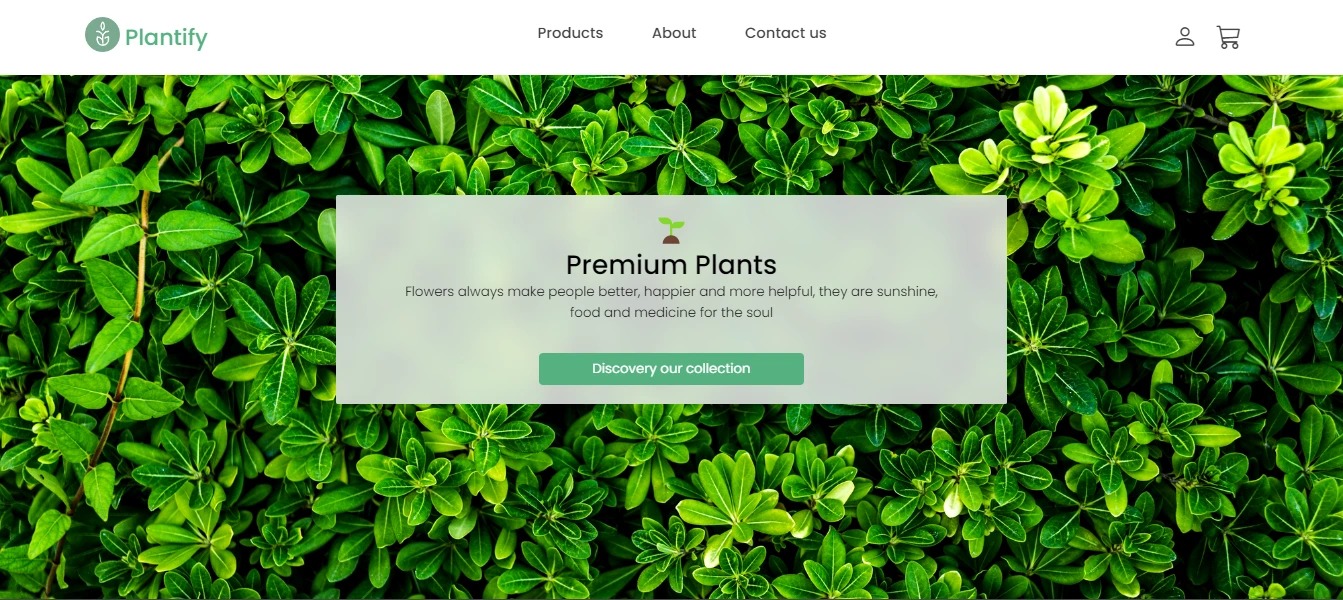 Plantify
Products
About
Contact us
Premium Plants
Flowers always make people better, happier and more helpful, they are sunshine,
food and medicine for the soul
Discovery our collection